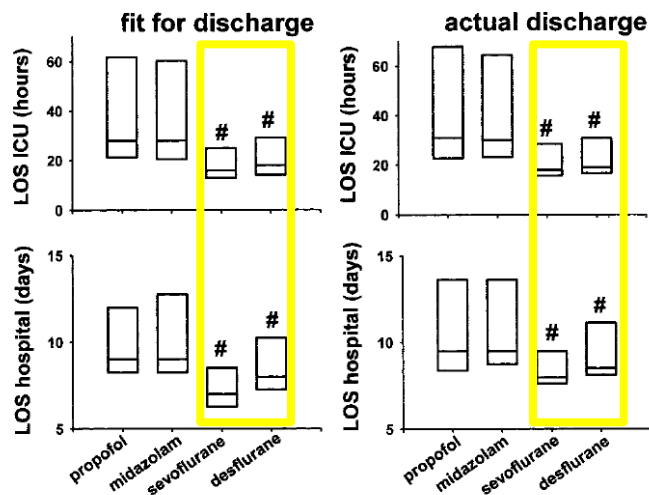 fit for discharge
actual discharge
LOS ICU (hours)
60
40
20
0
# #
LOS ICU (hours)
60
40
20
0
# #
LOS hospital (days)
15
10
5
# #
propofol
midazolam
sevoflurane
desflurane
LOS hospital (days)
15
10
5
# #
propofol
midazolam
sevoflurane
desflurane